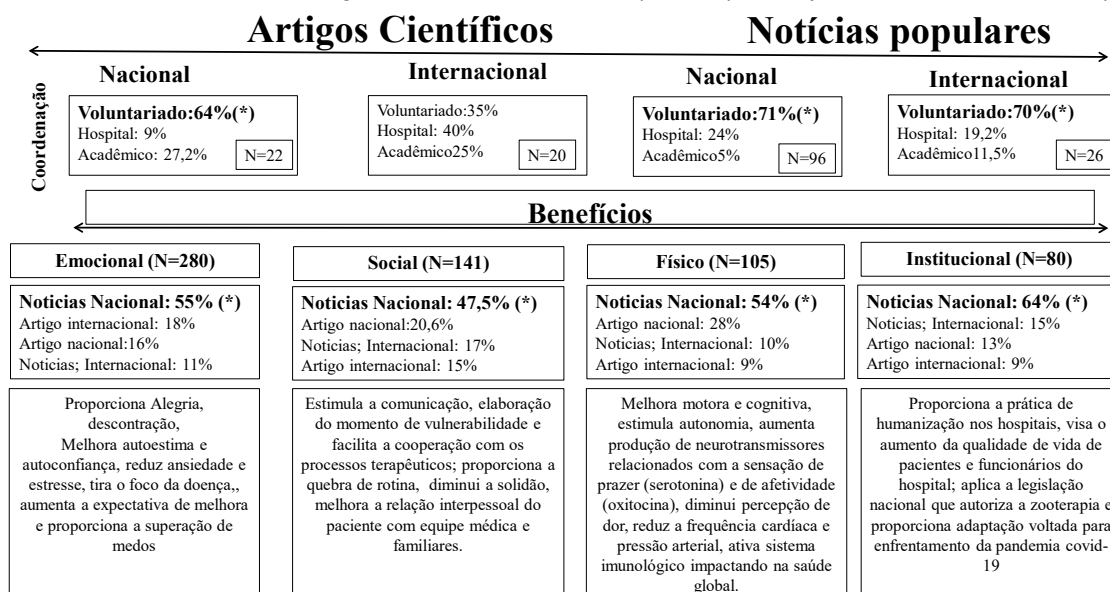 Artigos Científicos
Notícias populares
Coordenação
Nacional
Voluntariado:64%(*)
Hospital: 9%
Acadêmico: 27,2%
N=22
Internacional
Voluntariado:35%
Hospital: 40%
Acadêmico25%
N=20
Nacional
Voluntariado:71%(*)
Hospital: 24%
Acadêmico5%
N=96
Internacional
Voluntariado:70%(*)
Hospital: 19,2%
Acadêmico11,5%
N=26
Benefícios
Emocional (N=280)
Noticias Nacional: 55% (*)
Artigo internacional: 18%
Artigo nacional:16%
Noticias; Internacional: 11%
Proporciona Alegria,
descontração,
Melhora autoestima e
autoconfiança, reduz ansiedade e
estresse, tira o foco da doença,,
aumenta a expectativa de melhora
e proporciona a superação de
medos
Social (N=141)
Noticias Nacional: 47,5% (*)
Artigo nacional:20,6%
Noticias; Internacional: 17%
Artigo internacional: 15%
Estimula a comunicação, elaboração
do momento de vulnerabilidade e
facilita a cooperação com os
processos terapêuticos; proporciona a
quebra de rotina, diminui a solidão,
melhora a relação interpessoal do
paciente com equipe médica e
familiares.
Físico (N=105)
Noticias Nacional: 54% (*)
Artigo nacional: 28%
Noticias; Internacional: 10%
Artigo internacional: 9%
Melhora motora e cognitiva,
estimula autonomia, aumenta
produção de neurotransmissores
relacionados com a sensação de
prazer (serotonina) e de afetividade
(oxitocina), diminui percepção de
dor, reduz a frequência cardíaca e
pressão arterial, ativa sistema
imunológico impactando na saúde
global.
Institucional (N=80)
Noticias Nacional: 64% (*)
Noticias; Internacional: 15%
Artigo nacional: 13%
Artigo internacional: 9%
Proporciona a prática de
humanização nos hospitais, visa o
aumento da qualidade de vida de
pacientes e funcionários do
hospital; aplica a legislação
nacional que autoriza a zooterapia e
proporciona adaptação voltada para
enfrentamento da pandemia covid-
19